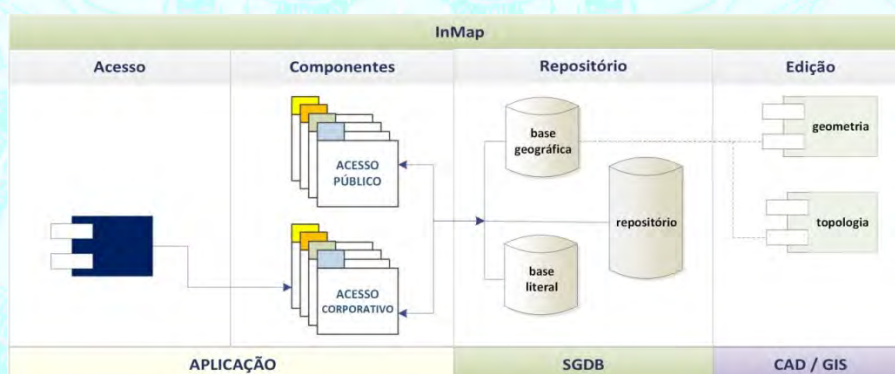 InMap
Acesso
Componentes
Repositório
Edição
ACESSO
PÚBLICO
ACESSO
CORPORATIVO
base
geográfica
repositório
base
literal
geometria
topologia
APLICAÇÃO
SGDB
CAD / GIS